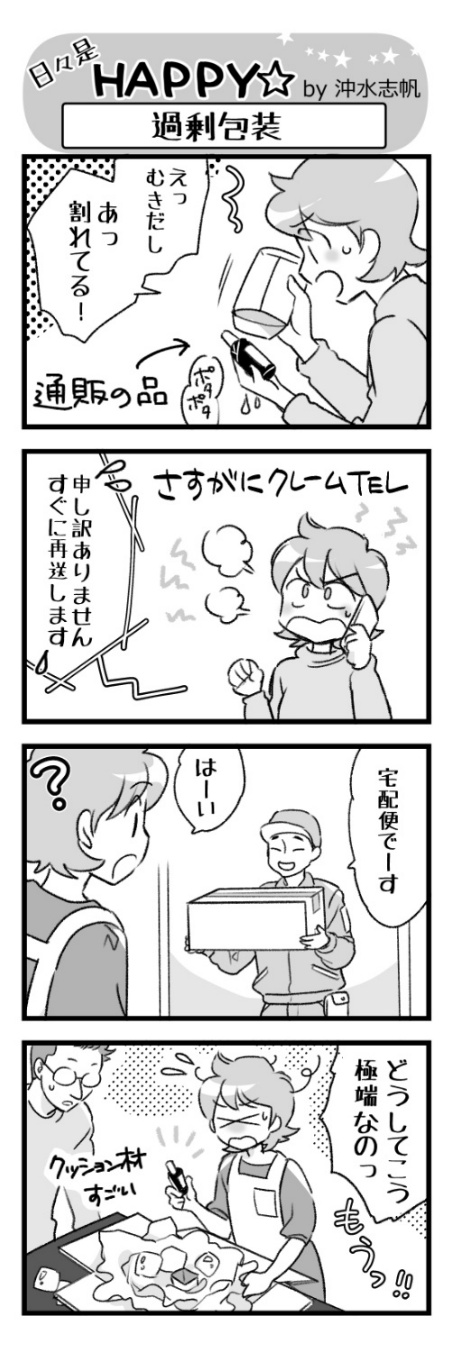 日々是
HAPPY☆ by 沖水志帆
過剰包装
えっ
むきだし
あっ
割れてる!
通販の品
ポタ
ポタ
さすがにクレームTEL
申し訳ありません
すぐに再送します
宅配便でーす
はーい
?
どうしてこう
極端なのっ
もうっ!!
クッション材
すごい